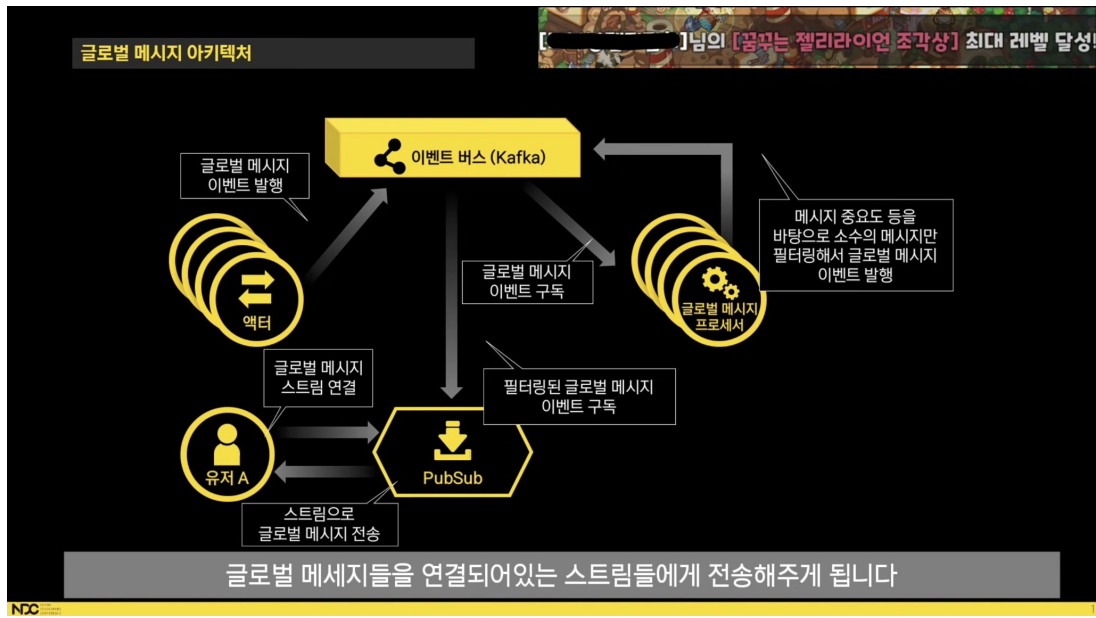 글로벌 메시지 아키텍처
[ ]님의 [꿈꾸는 젤리라이언 조각상] 최대 레벨 달성!
이벤트 버스 (Kafka)
글로벌 메시지
이벤트 발행
메시지 중요도 등을
바탕으로 소수의 메시지만
필터링해서 글로벌 메시지
이벤트 발행
글로벌 메시지
이벤트 구독
액터
글로벌 메시지
프로세서
글로벌 메시지
스트림 연결
필터링된 글로벌 메시지
이벤트 구독
유저 A
PubSub
스트림으로
글로벌 메시지 전송
글로벌 메세지들을 연결되어있는 스트림들에게 전송해주게 됩니다
NDC
1